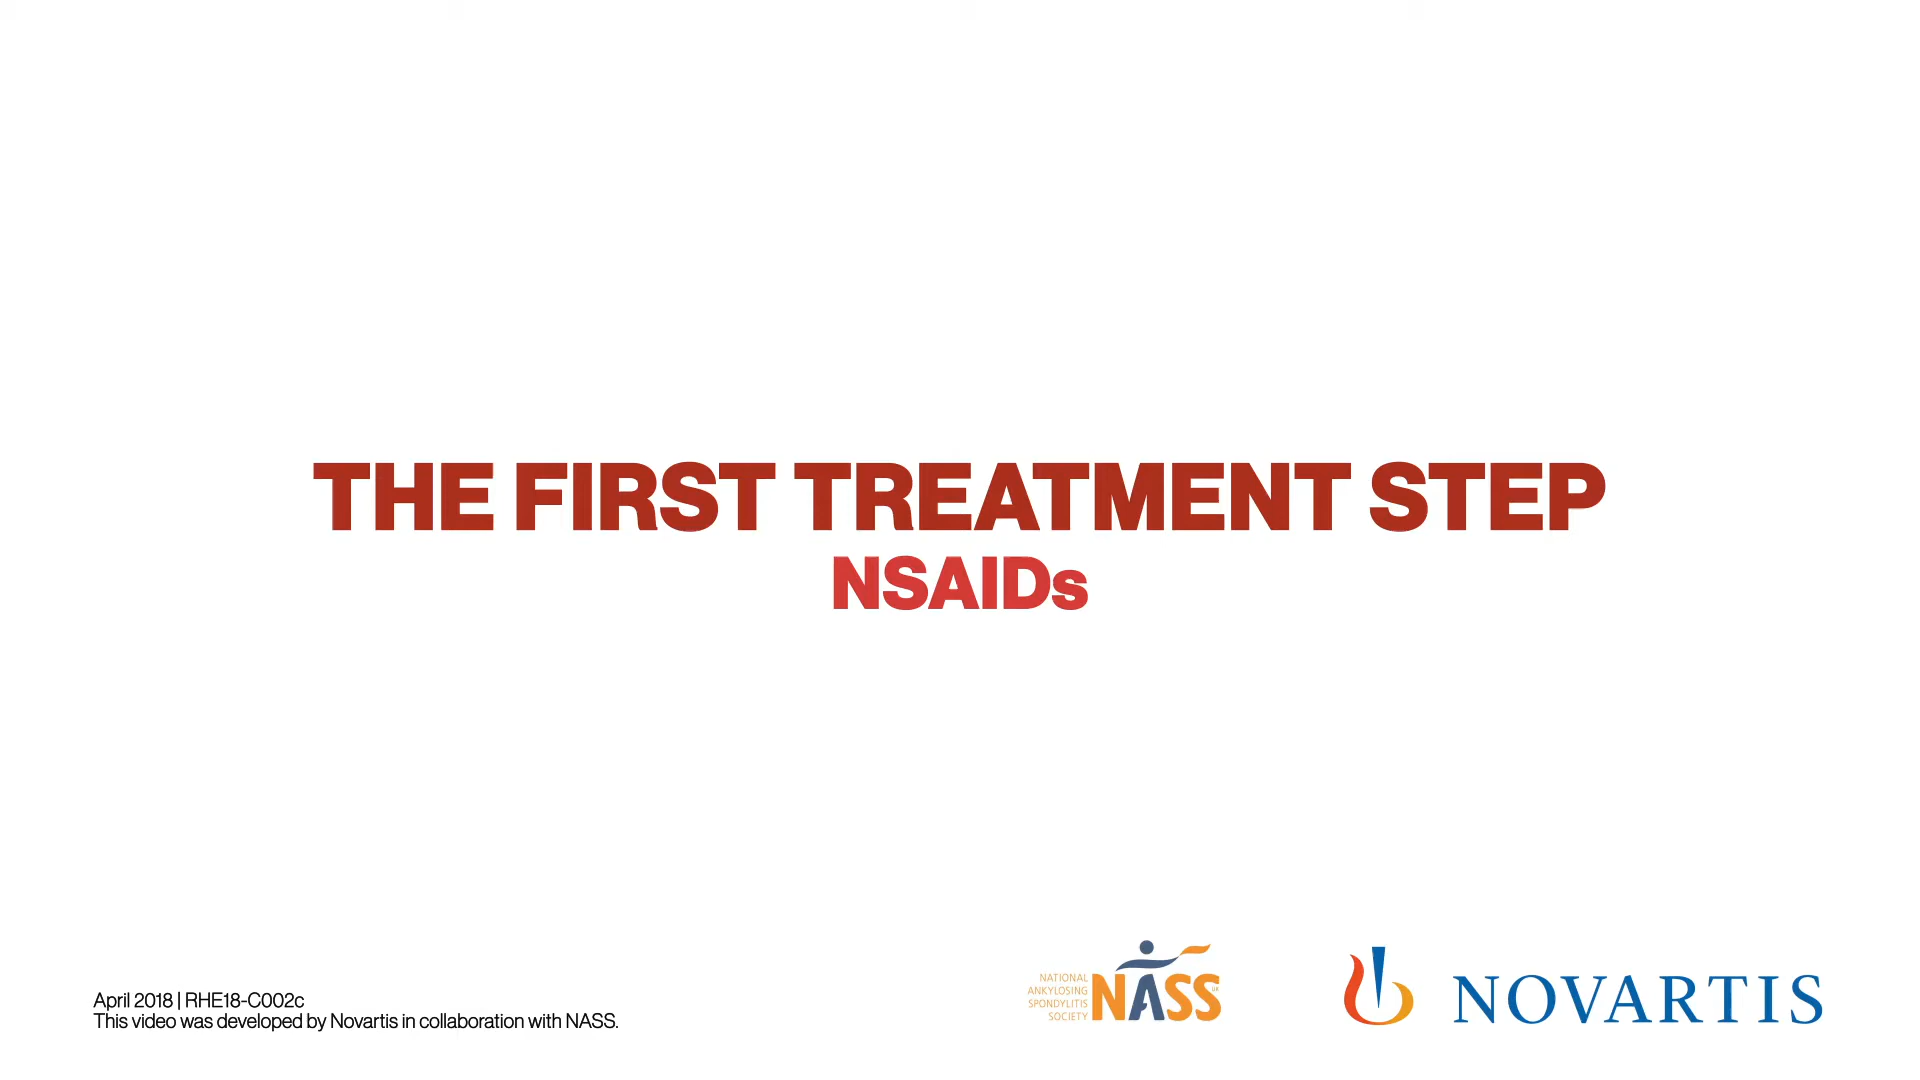 THE FIRST TREATMENT STEP
NSAIDs
April 2018 | RHE18-C002c
This video was developed by Novartis in collaboration with NASS.
NATIONAL
ANKYLOSING
SPONDYLITIS
SOCIETY
NASS
UK
NOVARTIS